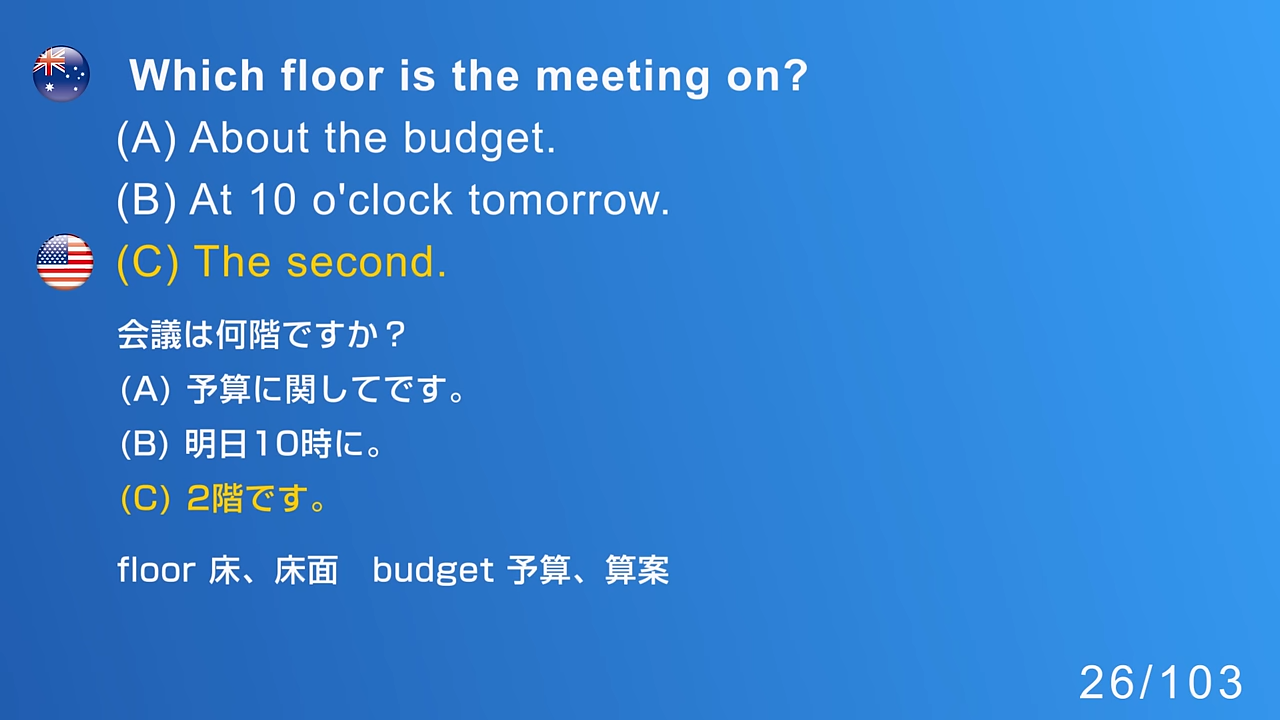 Which floor is the meeting on?
(A) About the budget.
(B) At 10 o'clock tomorrow.
(C) The second.
会議は何階ですか？
(A) 予算に関してです。
(B) 明日10時に。
(C) 2階です。
floor 床、床面　budget 予算、算案
26/103